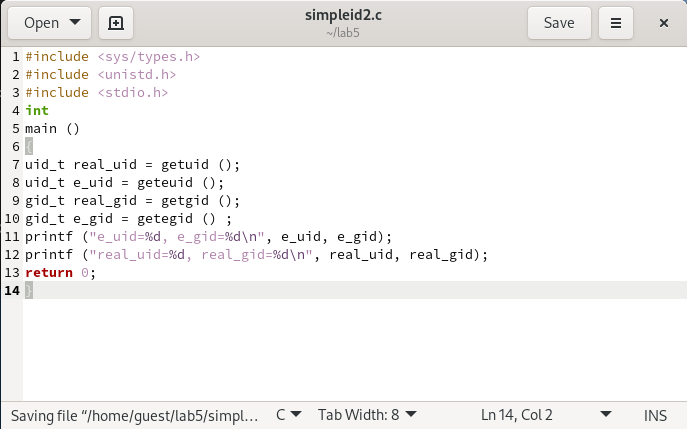 Open
simpleid2.c
~/lab5
Save
1 #include <sys/types.h>
2 #include <unistd.h>
3 #include <stdio.h>
4 int
5 main ()
6 {
7 uid_t real_uid = getuid ();
8 uid_t e_uid = geteuid ();
9 gid_t real_gid = getgid ();
10 gid_t e_gid = getegid () ;
11 printf ("e_uid=%d, e_gid=%d\n", e_uid, e_gid);
12 printf ("real_uid=%d, real_gid=%d\n", real_uid, real_gid);
13 return 0;
14 }
Saving file “/home/guest/lab5/simpl… C Tab Width: 8 Ln 14, Col 2 INS